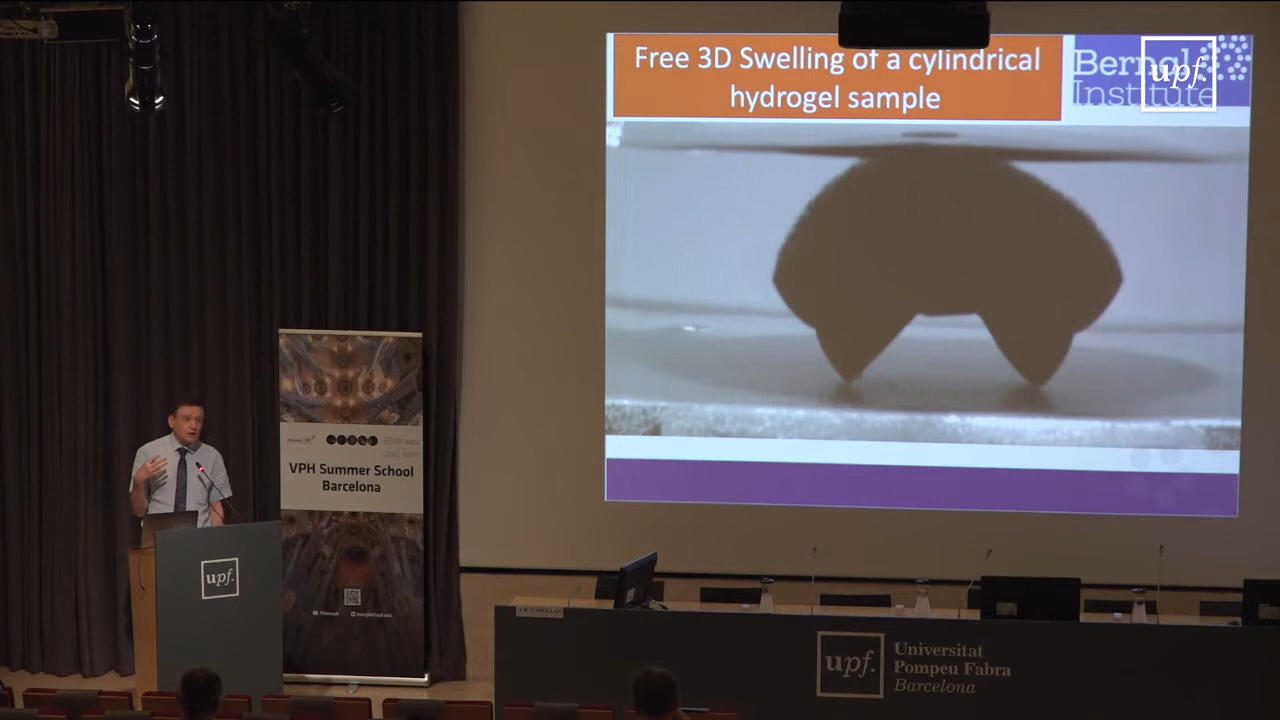 Free 3D Swelling of a cylindrical
hydrogel sample
Bernal
Institute
upf.
VPH Summer School
Barcelona
upf.
upf.
Universitat
Pompeu Fabra
Barcelona